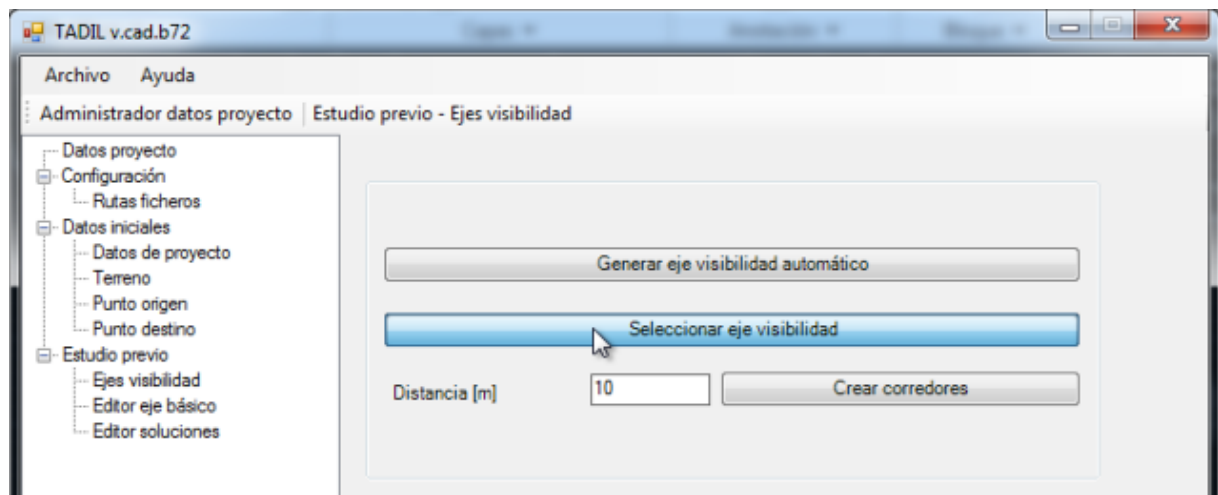 TADIL v.cad.b72
Archivo Ayuda
Administrador datos proyecto Estudio previo - Ejes visibilidad
Datos proyecto
Configuración
Rutas ficheros
Datos iniciales
Datos de proyecto
Terreno
Punto origen
Punto destino
Estudio previo
Ejes visibilidad
Editor eje básico
Editor soluciones
Generar eje visibilidad automático
Seleccionar eje visibilidad
Distancia [m] 10 Crear corredores